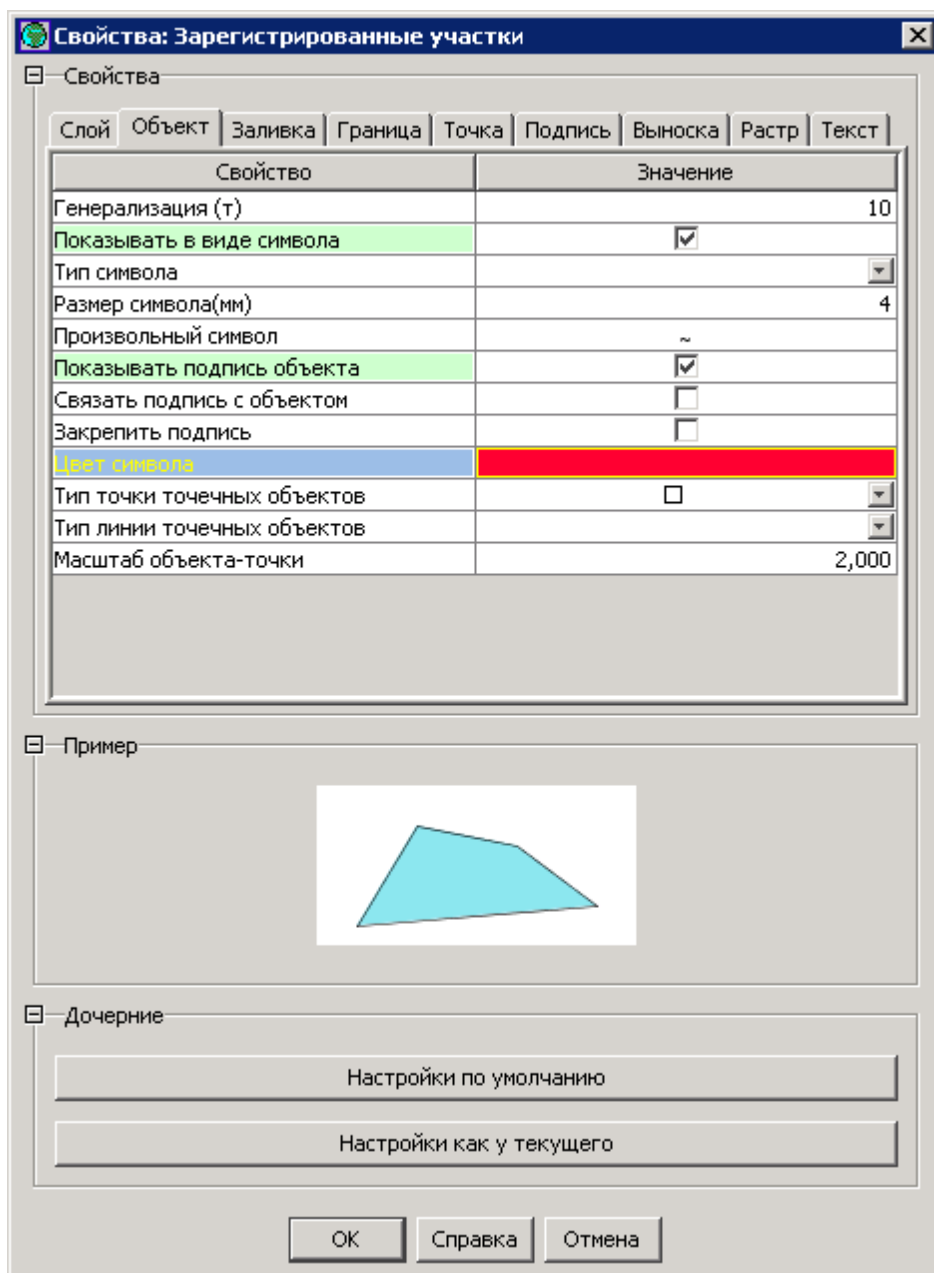 Свойства: Зарегистрированные участки
Свойства
Слой Объект Заливка Граница Точка Подпись Выноска Растр Текст
Свойство Значение
Генерализация (т) 10
Показывать в виде символа
Тип символа
Размер символа(мм) 4
Произвольный символ ~
Показывать подпись объекта
Связать подпись с объектом
Закрепить подпись
Цвет символа
Тип точки точечных объектов
Тип линии точечных объектов
Масштаб объекта-точки 2,000
Пример
Дочерние
Настройки по умолчанию
Настройки как у текущего
ОК Справка Отмена